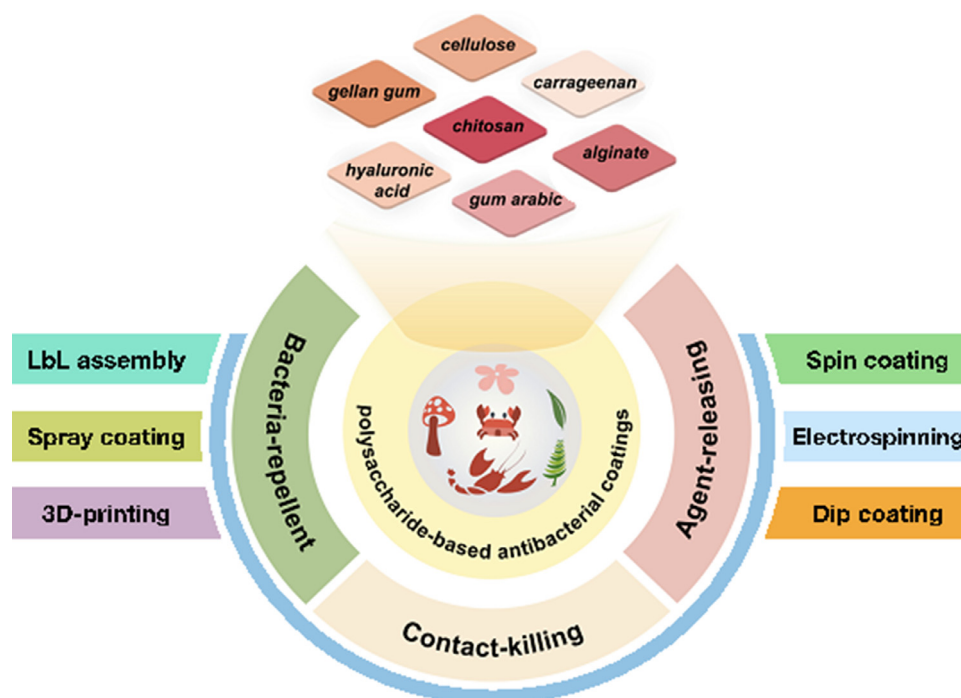 cellulose
gellan gum
carrageenan
chitosan
alginate
hyaluronic
acid
gum arabic
Bacteria-repellent
Agent-releasing
Contact-killing
polysaccharide-based antibacterial coatings
LbL assembly
Spray coating
3D-printing
Spin coating
Electrospinning
Dip coating